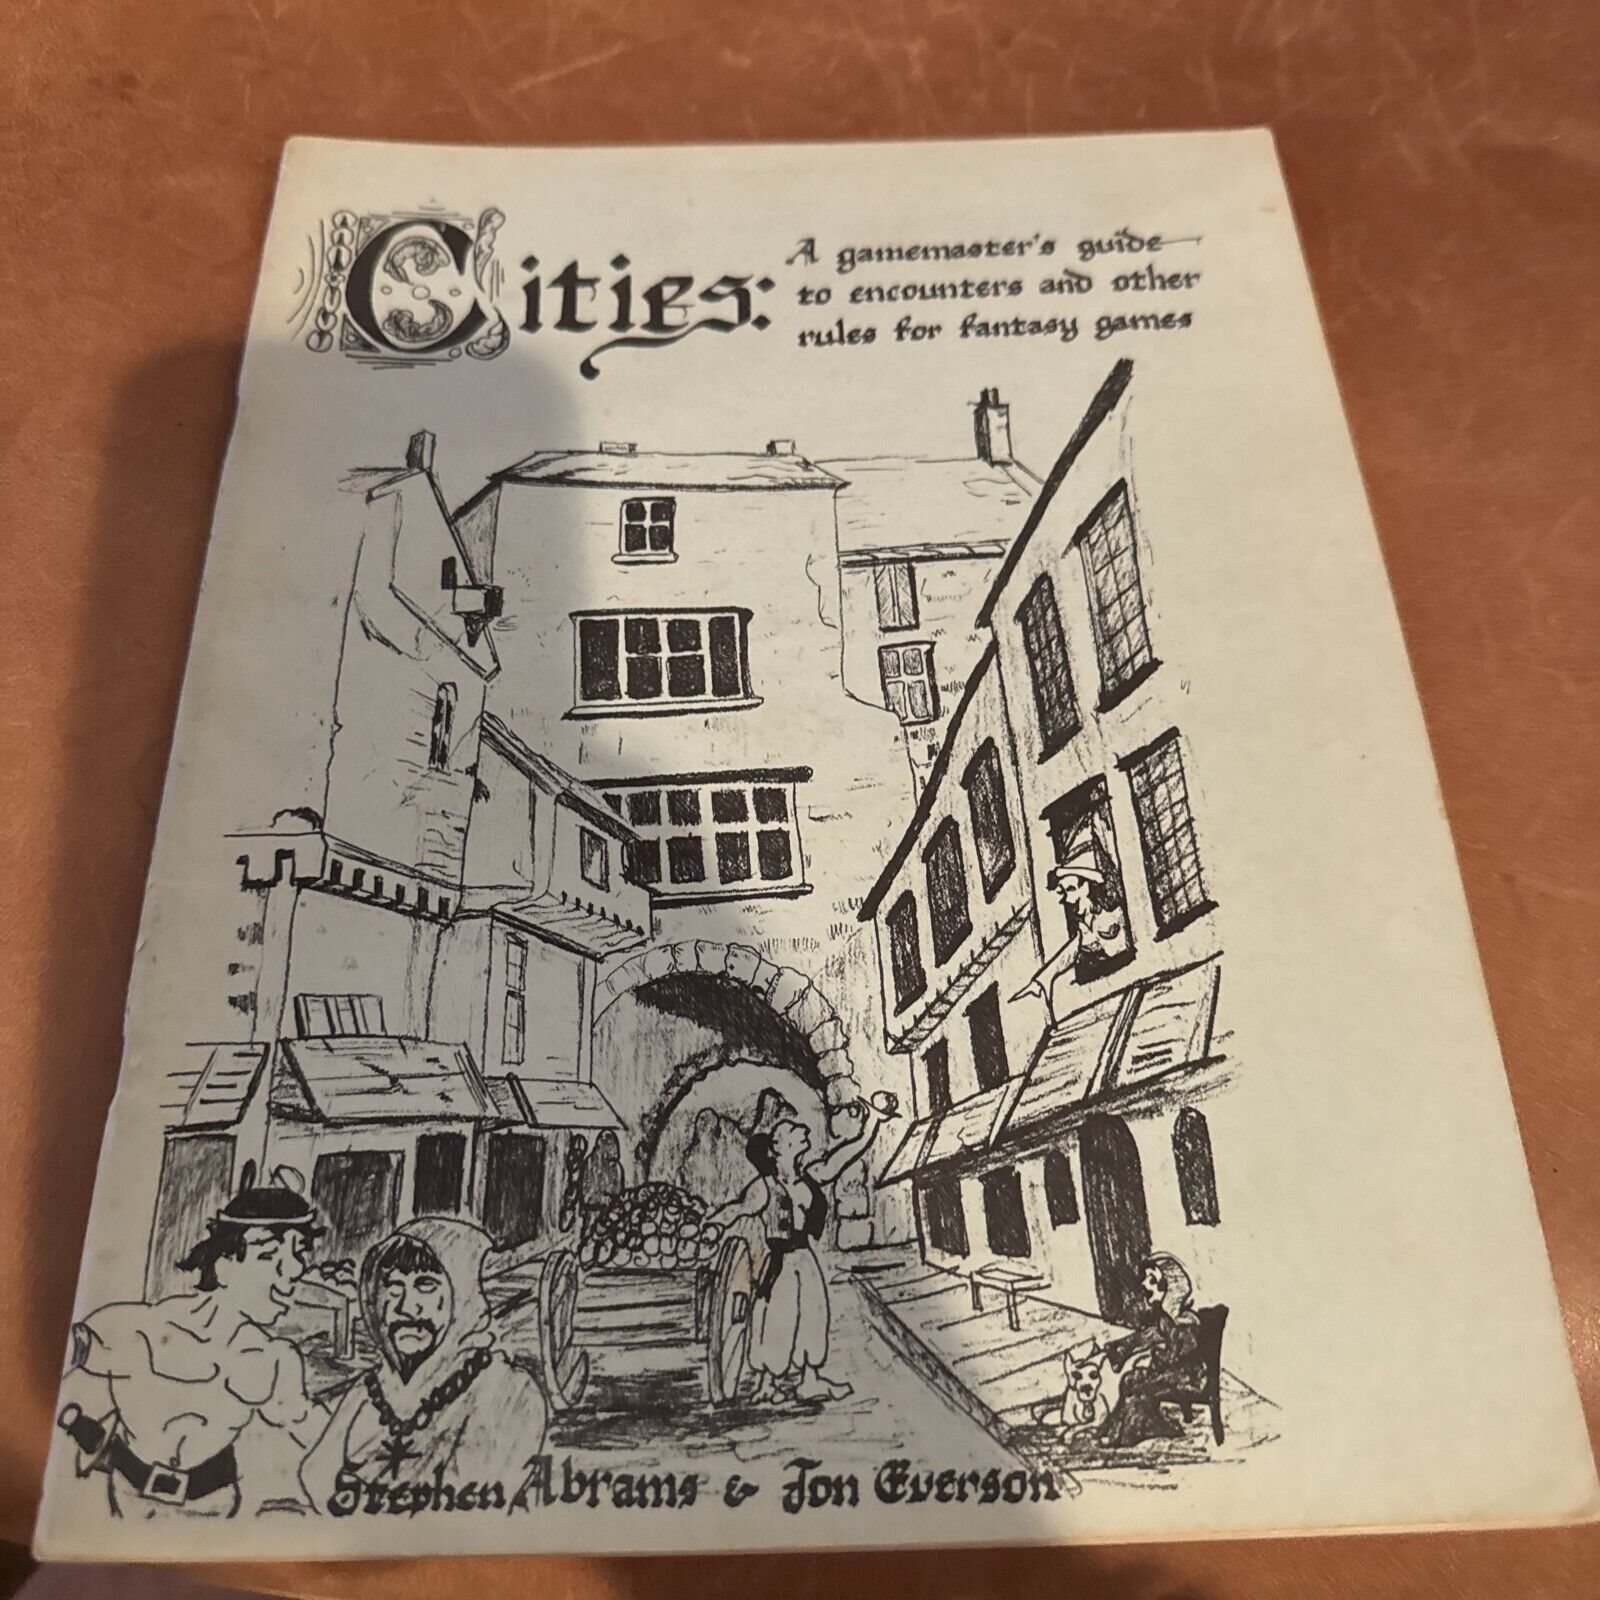 Cities:
A gamemaster's guide
to encounters and other
rules for fantasy games
Stephen Abrams & Jon Everson